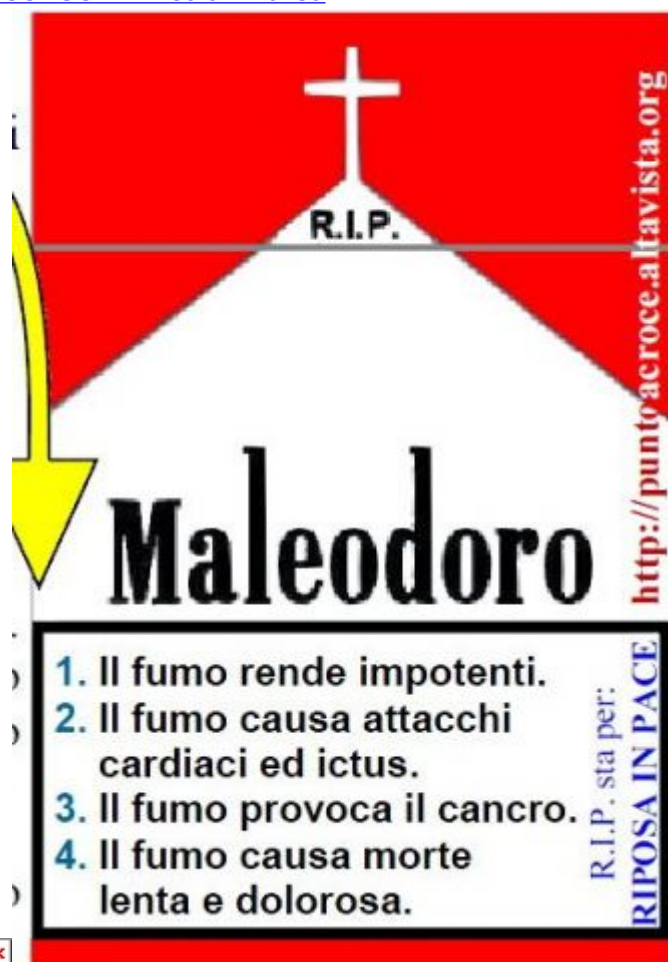 R.I.P.
http://puntoacroce.altavista.org
Maleodoro
1. Il fumo rende impotenti.
2. Il fumo causa attacchi
cardiaci ed ictus.
3. Il fumo provoca il cancro.
4. Il fumo causa morte
lenta e dolorosa.
R.I.P. sta per:
RIPOSA IN PACE